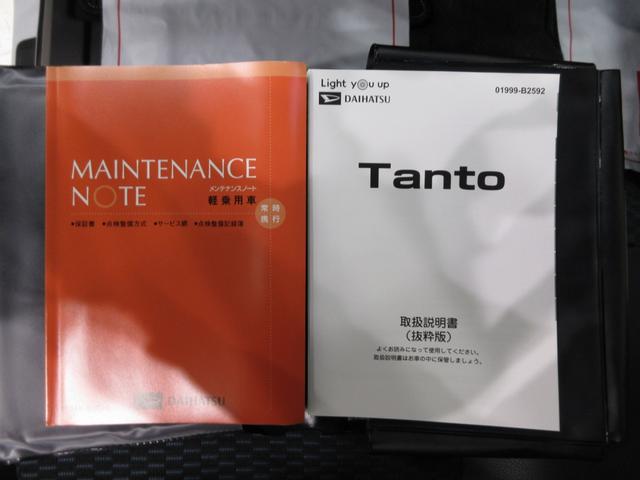 MAINTENANCE
NOTE
メンテナンスノート
軽乗用車
常時
携行
●保証書 ●点検整備方式 ●サービス網 ●点検整備記録簿
DAIHATSU
Light you up
DAIHATSU
01999-B2592
Tanto
取扱説明書
（抜粋版）
よくお読みになって使用してください。
取扱説明書はお車の中に保管しましょう。